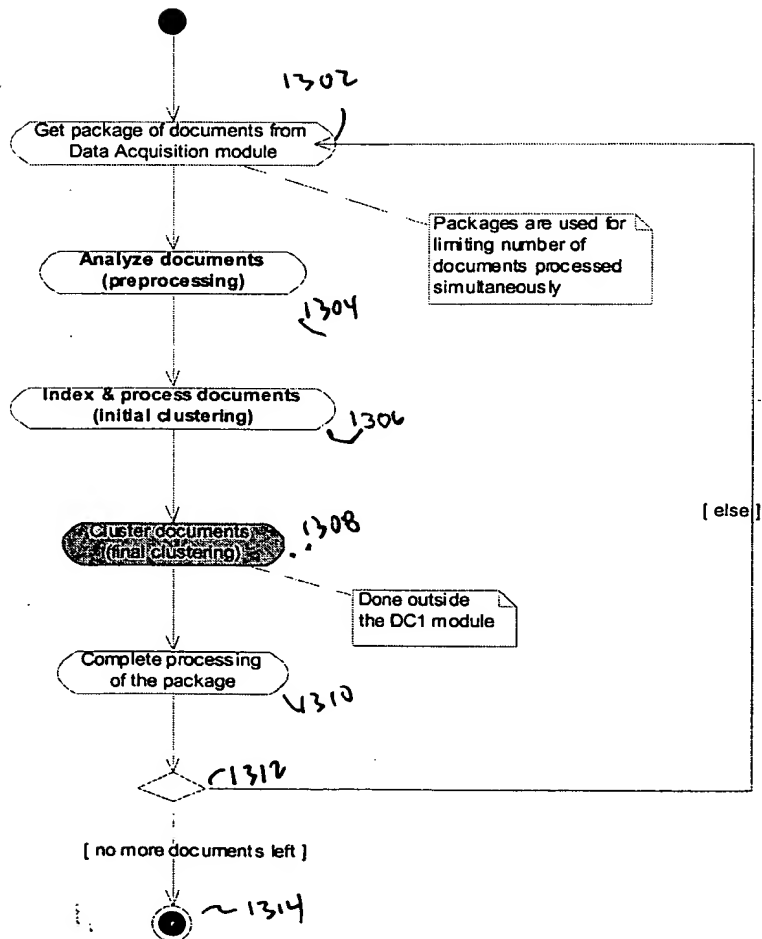 1302
Get package of documents from
Data Acquisition module
Packages are used for
limiting number of
documents processed
simultaneously
Analyze documents
(preprocessing)
1304
Index & process documents
(initial clustering)
1306
[ else ]
Cluster documents
(final clustering)
1308
Done outside
the DC1 module
Complete processing
of the package
1310
1312
[ no more documents left ]
1314